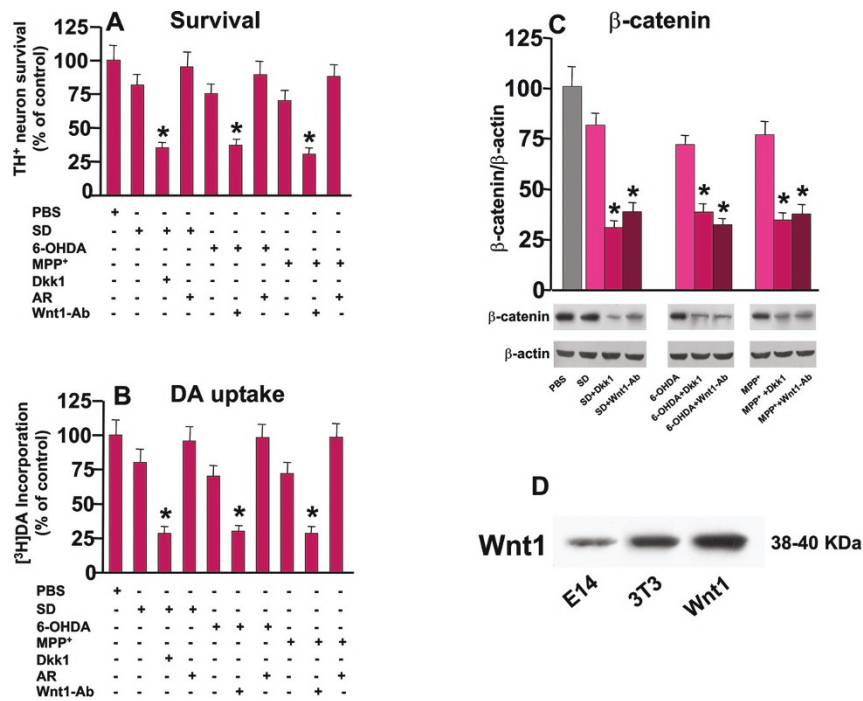 A Survival
TH⁺ neuron survival
(% of control)
125
100
75
50
25
0
* * *
PBS + - - - - - - - - -
SD - + + + - - - - - -
6-OHDA - - - - + + + - - -
MPP⁺ - - - - - - - + + +
Dkk1 - - + - - - - - - -
AR - - - + - - + - - +
Wnt1-Ab - - - - - + - - + -
B DA uptake
[³H]DA Incorporation
(% of control)
125
100
75
50
25
0
* * *
PBS + - - - - - - - - -
SD - + + + - - - - - -
6-OHDA - - - - + + + - - -
MPP⁺ - - - - - - - + + +
Dkk1 - - + - - - - - - -
AR - - - + - - + - - +
Wnt1-Ab - - - - - + - - + -
C β-catenin
β-catenin/β-actin
125
100
75
50
25
0
* * * * * *
β-catenin
β-actin
PBS
SD
SD+Dkk1
SD+Wnt1-Ab
6-OHDA
6-OHDA+Dkk1
6-OHDA+Wnt1-Ab
MPP⁺
MPP⁺+Dkk1
MPP⁺+Wnt1-Ab
D
Wnt1
38-40 KDa
E14
3T3
Wnt1